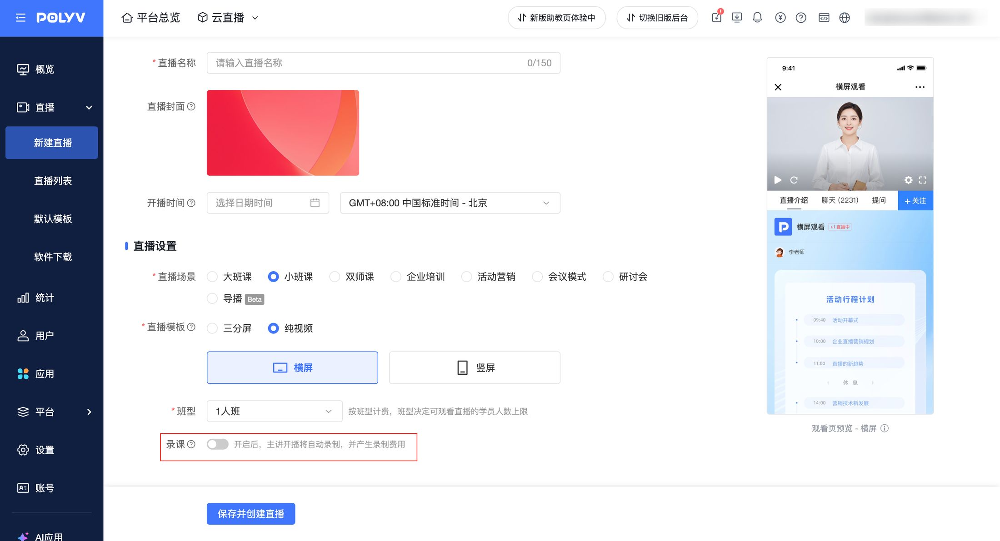 POLYV
平台总览
云直播
新版助教页体验中
切换旧版后台
概览
直播
新建直播
直播列表
默认模板
软件下载
统计
用户
应用
平台
设置
账号
AI应用
* 直播名称
请输入直播名称
0/150
直播封面
开播时间
选择日期时间
GMT+08:00 中国标准时间 - 北京
直播设置
* 直播场景
大班课
小班课
双师课
企业培训
活动营销
会议模式
研讨会
导播 Beta
* 直播模板
三分屏
纯视频
横屏
竖屏
* 班型
1人班
按班型计费，班型决定可观看直播的学员人数上限
录课
开启后，主讲开播将自动录制，并产生录制费用
保存并创建直播
9:41
横屏观看
直播介绍
聊天 (2231)
提问
+关注
横屏观看
直播中
李老师
活动行程计划
09:40 活动开幕式
10:00 企业直播营销规划
11:00 直播的新趋势
休 息
14:00 营销技术新发展
观看页预览 - 横屏